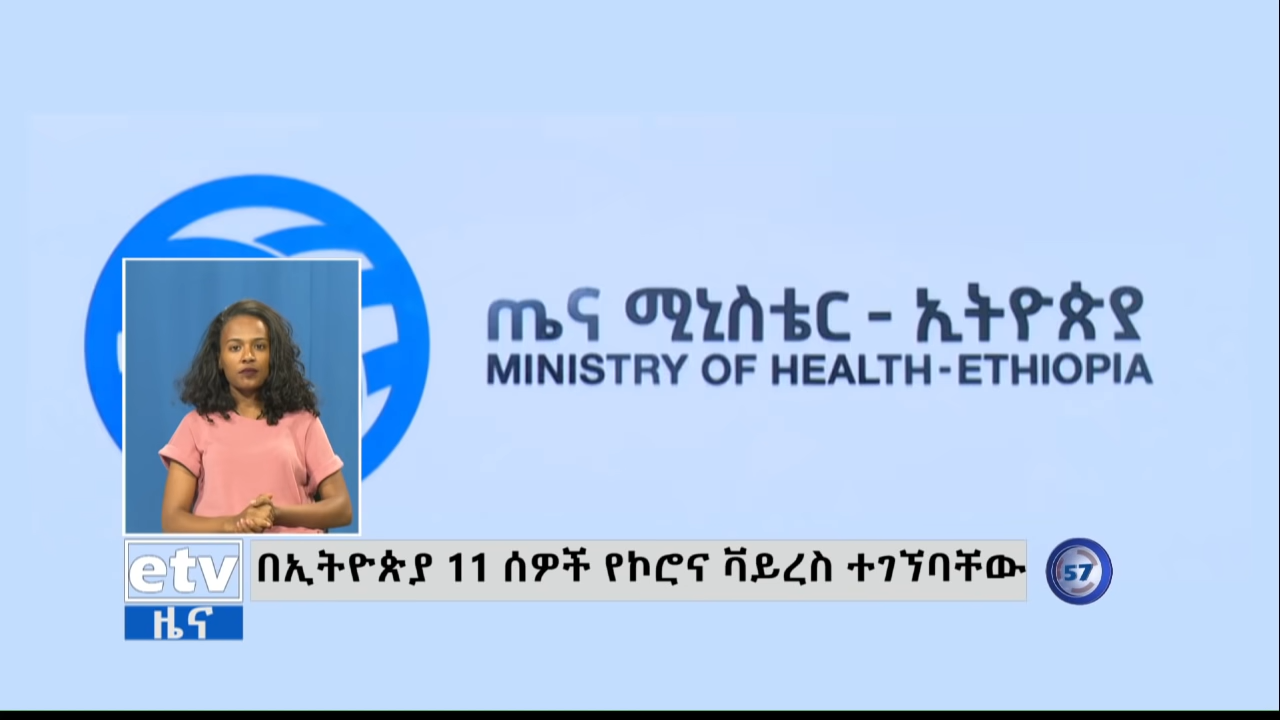 ጤና ሚኒስቴር - ኢትዮጵያ
MINISTRY OF HEALTH-ETHIOPIA
etv
በኢትዮጵያ 11 ሰዎች የኮሮና ቫይረስ ተገኘባቸው
57
ዜና